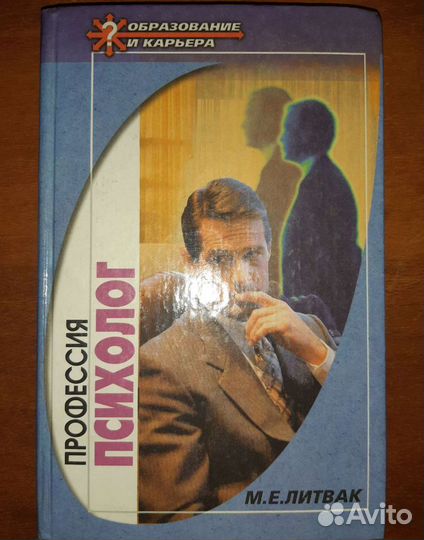 ОБРАЗОВАНИЕ
И КАРЬЕРА
ПРОФЕССИЯ
ПСИХОЛОГ
М.Е.ЛИТВАК
Avito